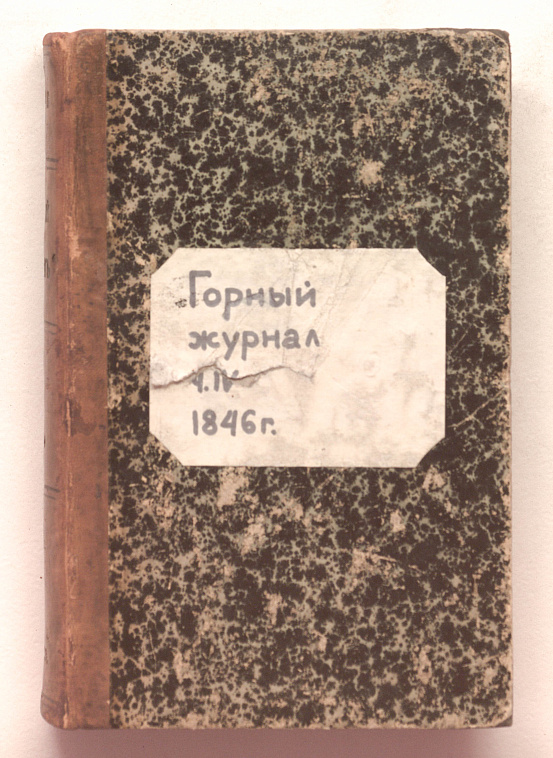 Горный
журнал
ч.IV
1846г.